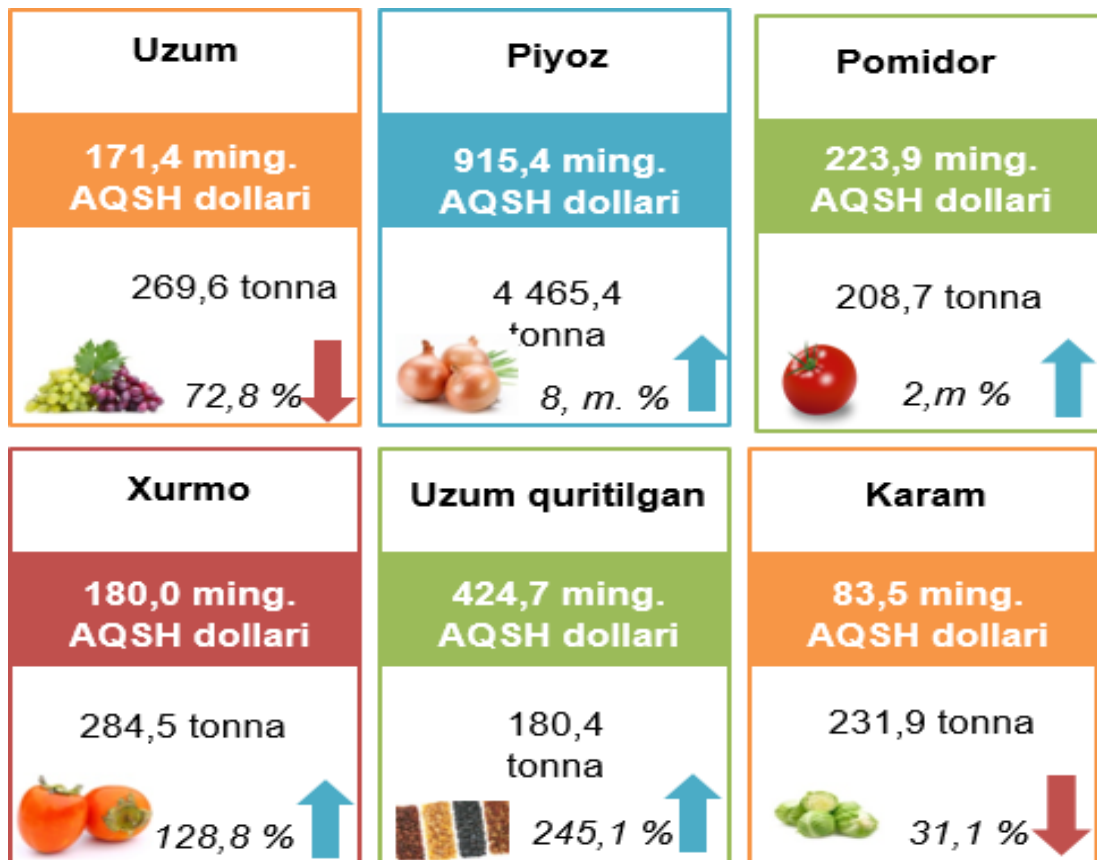 Uzum
171,4 ming.
AQSH dollari
269,6 tonna
72,8 %
Piyoz
915,4 ming.
AQSH dollari
4 465,4
tonna
8, m. %
Pomidor
223,9 ming.
AQSH dollari
208,7 tonna
2,m %
Xurmo
180,0 ming.
AQSH dollari
284,5 tonna
128,8 %
Uzum quritilgan
424,7 ming.
AQSH dollari
180,4
tonna
245,1 %
Karam
83,5 ming.
AQSH dollari
231,9 tonna
31,1 %